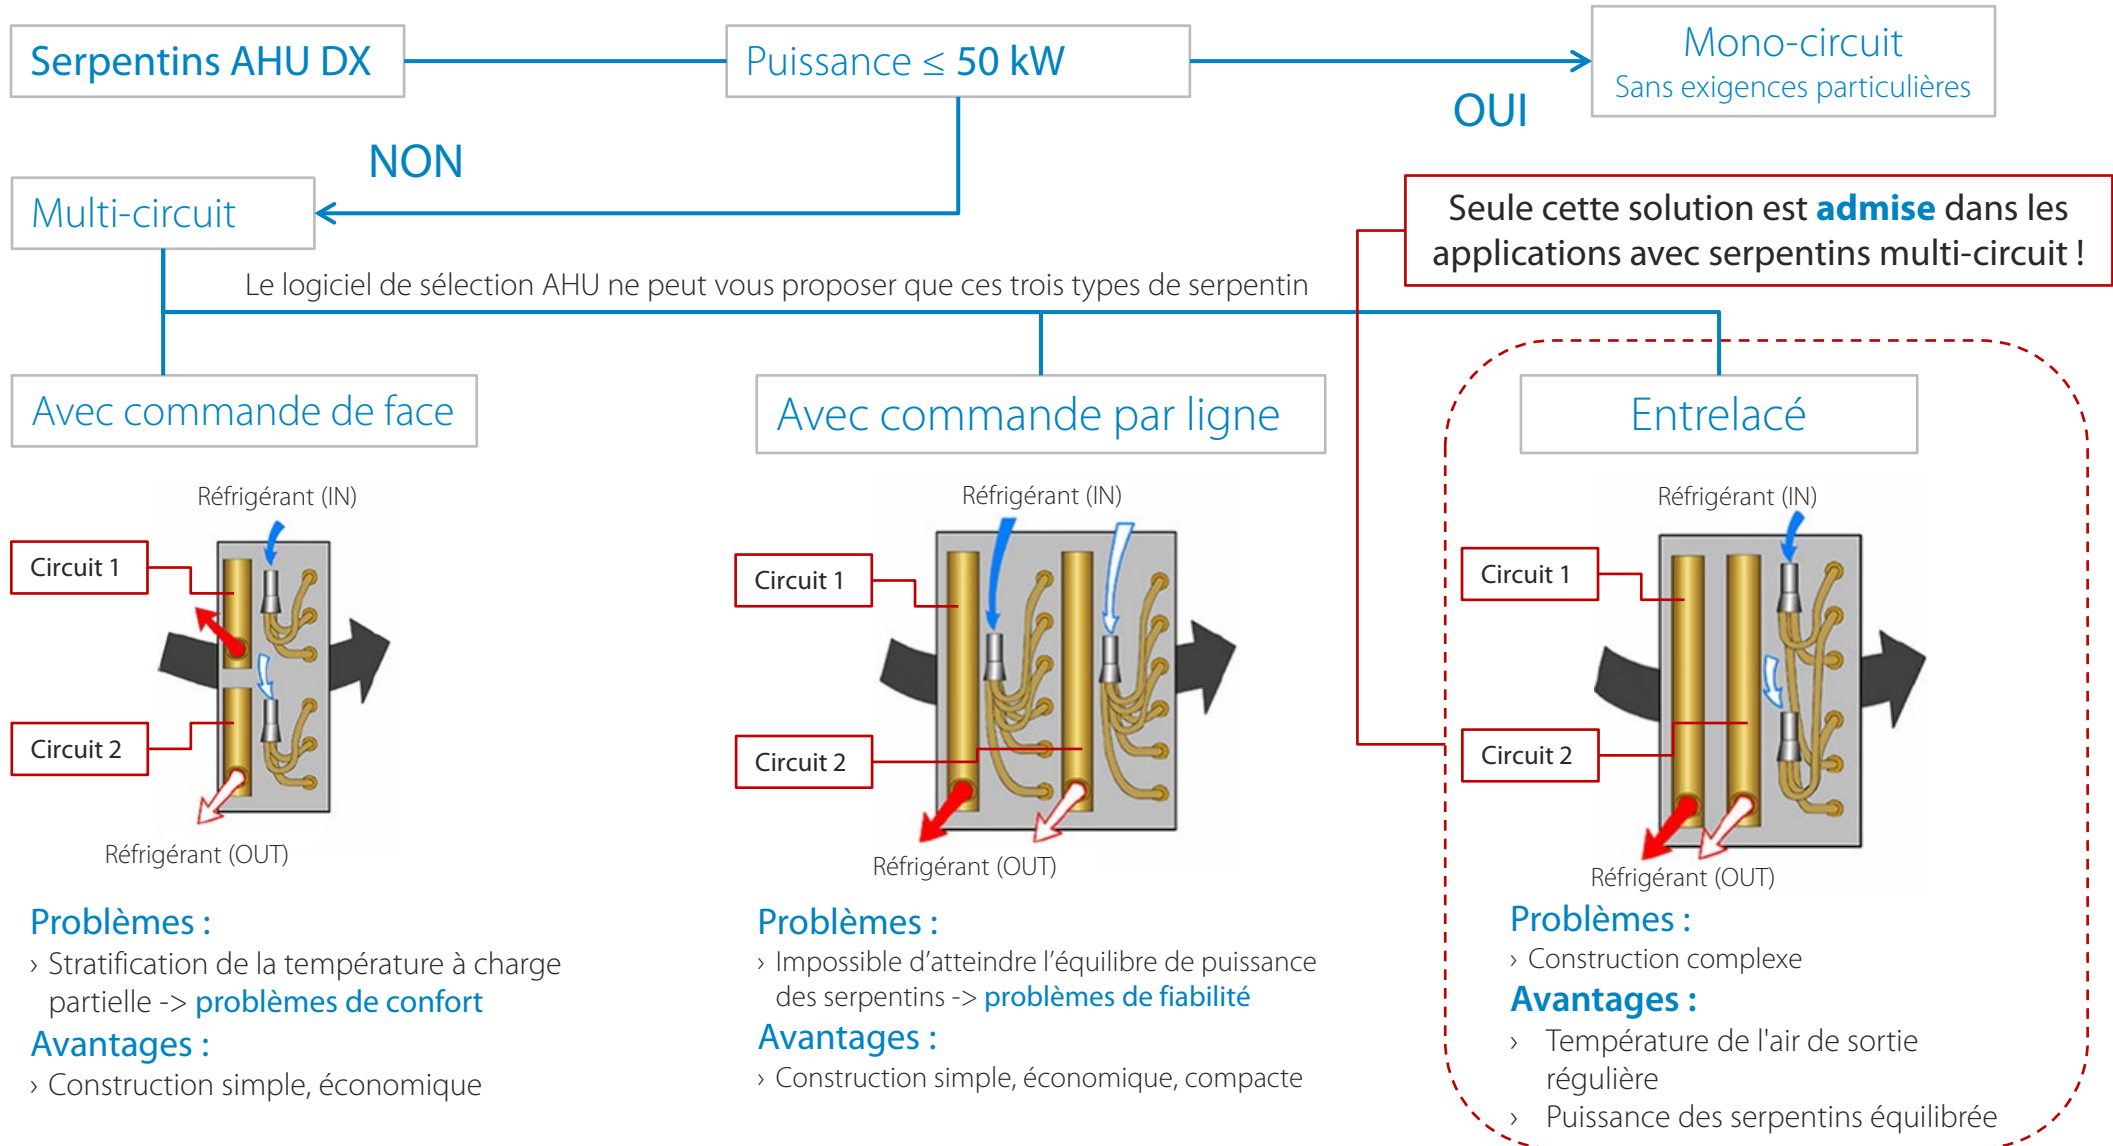 Serpentins AHU DX
Puissance ≤ 50 kW
Mono-circuit
Sans exigences particulières
OUI
NON
Multi-circuit
Seule cette solution est admise dans les
applications avec serpentins multi-circuit !
Le logiciel de sélection AHU ne peut vous proposer que ces trois types de serpentin
Avec commande de face
Réfrigérant (IN)
Circuit 1
Circuit 2
Réfrigérant (OUT)
Problèmes :
› Stratification de la température à charge
partielle -> problèmes de confort
Avantages :
› Construction simple, économique
Avec commande par ligne
Réfrigérant (IN)
Circuit 1
Circuit 2
Réfrigérant (OUT)
Problèmes :
› Impossible d’atteindre l’équilibre de puissance
des serpentins -> problèmes de fiabilité
Avantages :
› Construction simple, économique, compacte
Entrelacé
Réfrigérant (IN)
Circuit 1
Circuit 2
Réfrigérant (OUT)
Problèmes :
› Construction complexe
Avantages :
› Température de l'air de sortie
régulière
› Puissance des serpentins équilibrée